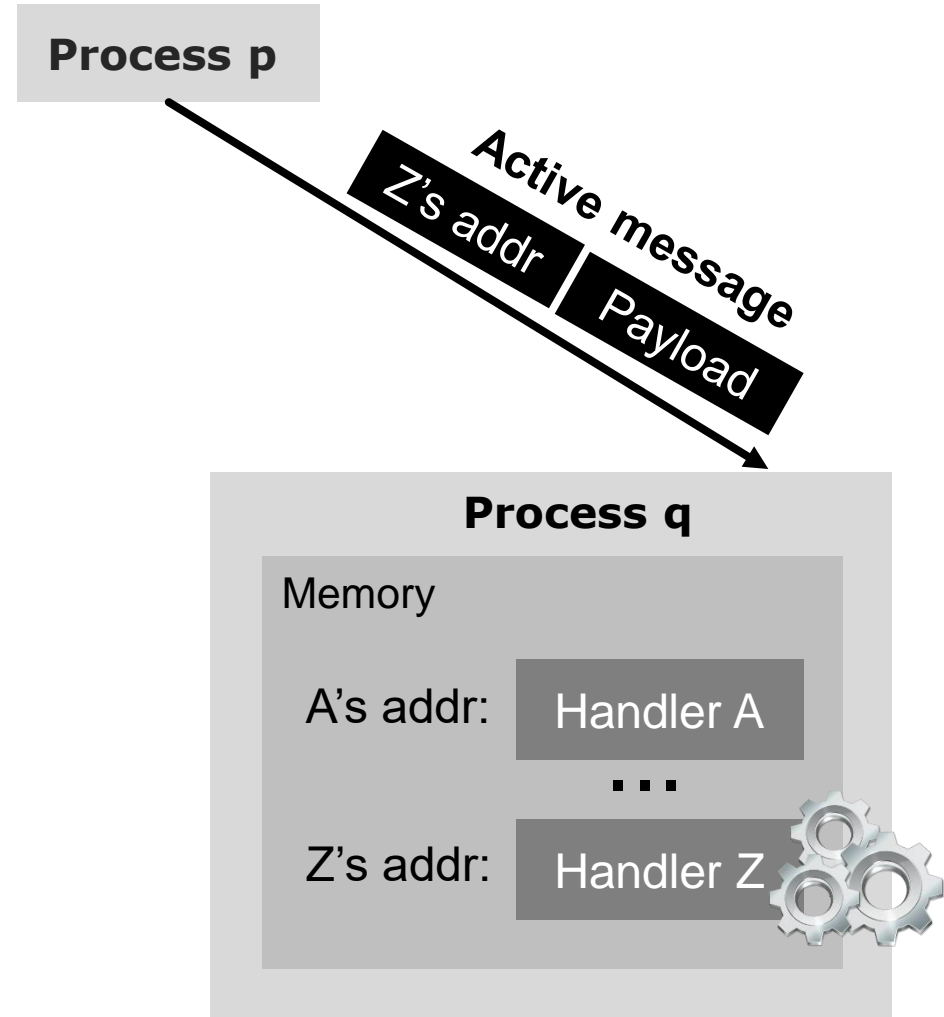 Process p
Active message
Z's addr
Payload
Process q
Memory
A's addr: Handler A
...
Z's addr: Handler Z